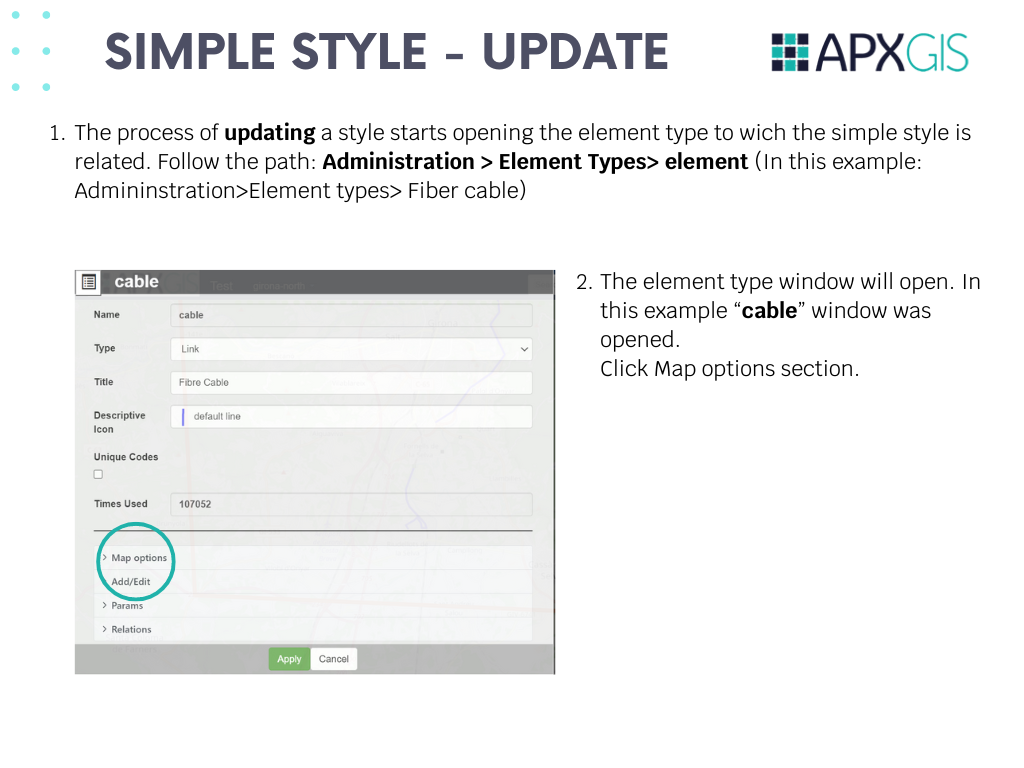 SIMPLE STYLE - UPDATE
APXGIS
1. The process of updating a style starts opening the element type to wich the simple style is
related. Follow the path: Administration > Element Types> element (In this example:
Admininstration>Element types> Fiber cable)
cable
Name
cable
Type
Link
Title
Fibre Cable
Descriptive
Icon
default line
Unique Codes
Times Used
107052
> Map options
Add/Edit
> Params
> Relations
Apply
Cancel
2. The element type window will open. In
this example “cable” window was
opened.
Click Map options section.